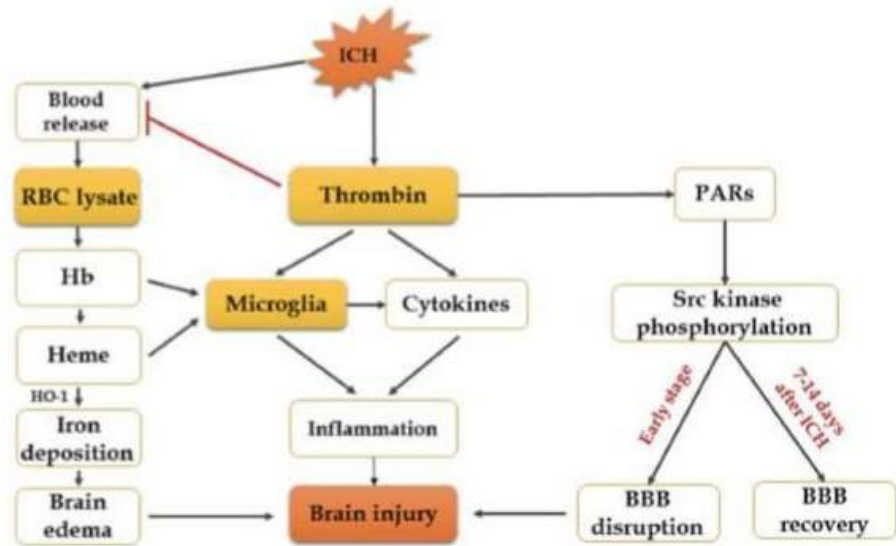 ICH
Blood
release
RBC lysate
Thrombin
PARs
Hb
Microglia
Cytokines
Src kinase
phosphorylation
Heme
HO-1
Early stage
7-14 days
after ICH
Iron
deposition
Inflammation
Brain
edema
Brain injury
BBB
disruption
BBB
recovery